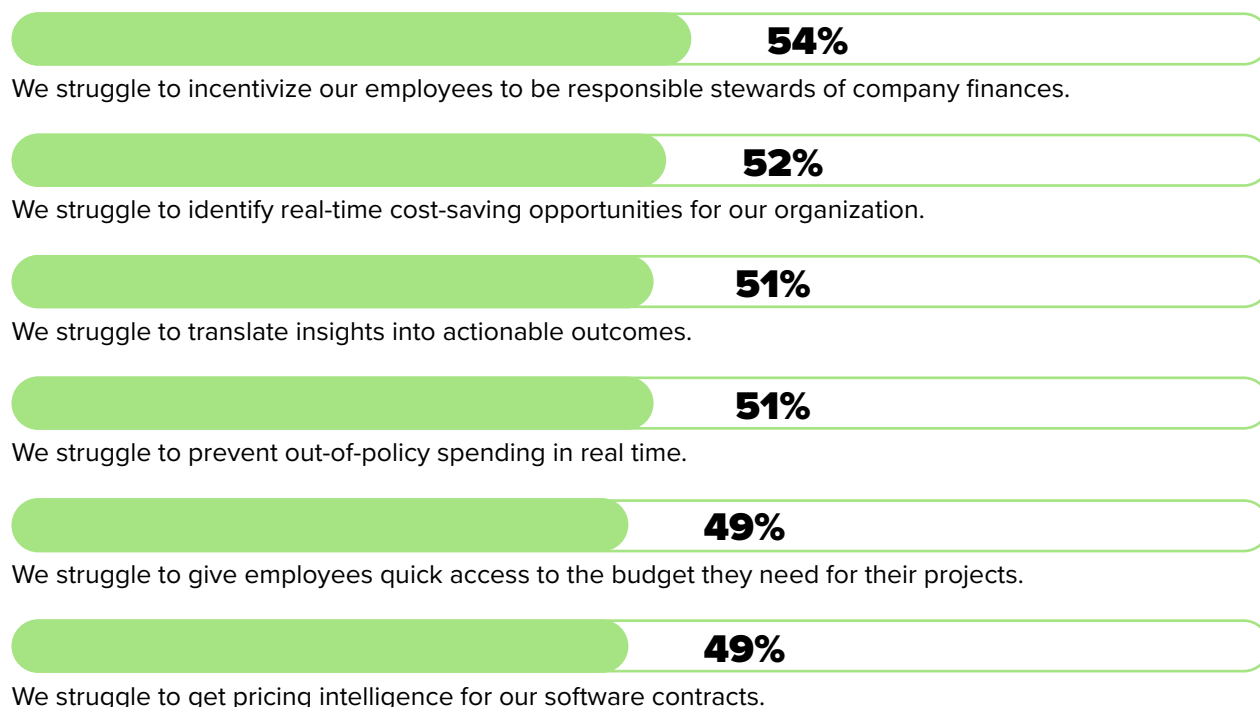 54%
We struggle to incentivize our employees to be responsible stewards of company finances.
52%
We struggle to identify real-time cost-saving opportunities for our organization.
51%
We struggle to translate insights into actionable outcomes.
51%
We struggle to prevent out-of-policy spending in real time.
49%
We struggle to give employees quick access to the budget they need for their projects.
49%
We struggle to get pricing intelligence for our software contracts.